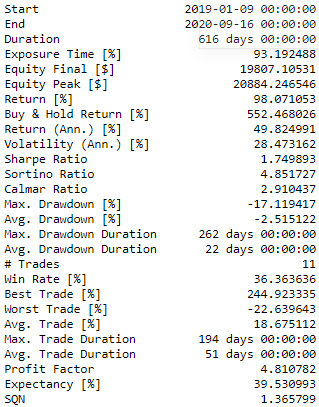 Start 2019-01-09 00:00:00
End 2020-09-16 00:00:00
Duration 616 days 00:00:00
Exposure Time [%] 93.192488
Equity Final [$] 19807.10531
Equity Peak [$] 20884.246546
Return [%] 98.071053
Buy & Hold Return [%] 552.468026
Return (Ann.) [%] 49.824991
Volatility (Ann.) [%] 28.473162
Sharpe Ratio 1.749893
Sortino Ratio 4.851727
Calmar Ratio 2.910437
Max. Drawdown [%] -17.119417
Avg. Drawdown [%] -2.515122
Max. Drawdown Duration 262 days 00:00:00
Avg. Drawdown Duration 22 days 00:00:00
# Trades 11
Win Rate [%] 36.363636
Best Trade [%] 244.923335
Worst Trade [%] -22.639643
Avg. Trade [%] 18.675112
Max. Trade Duration 194 days 00:00:00
Avg. Trade Duration 51 days 00:00:00
Profit Factor 4.810782
Expectancy [%] 39.530993
SQN 1.365799